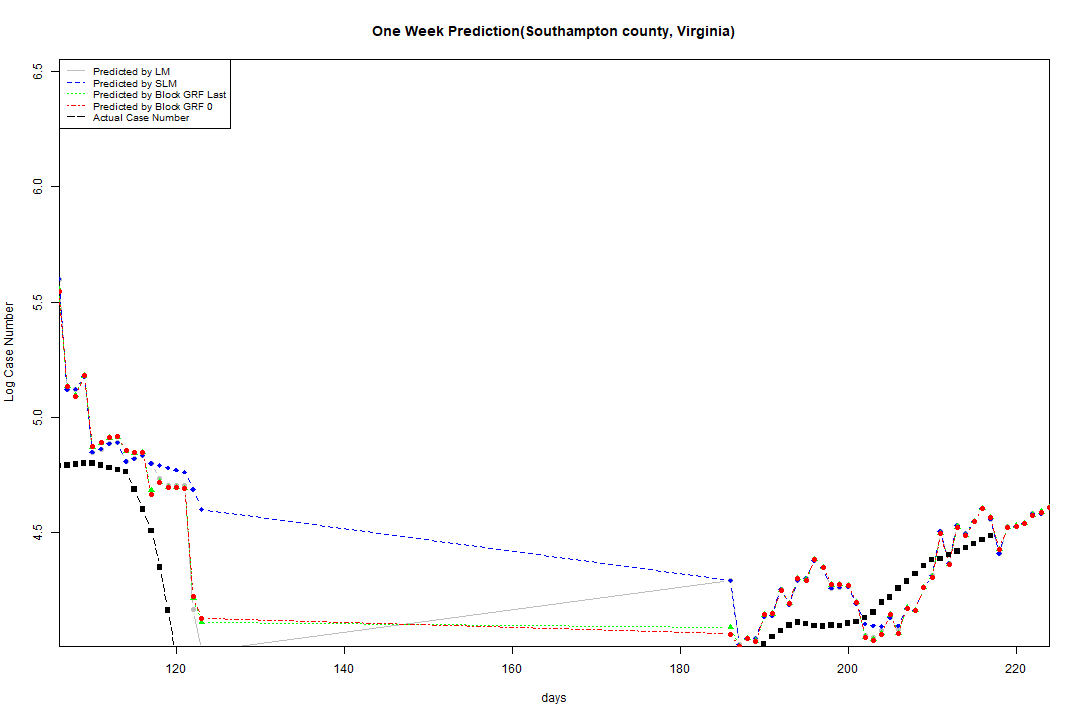 One Week Prediction(Southampton county, Virginia)
Predicted by LM
Predicted by SLM
Predicted by Block GRF Last
Predicted by Block GRF 0
Actual Case Number
6.5
6.0
5.5
5.0
4.5
Log Case Number
120 140 160 180 200 220
days